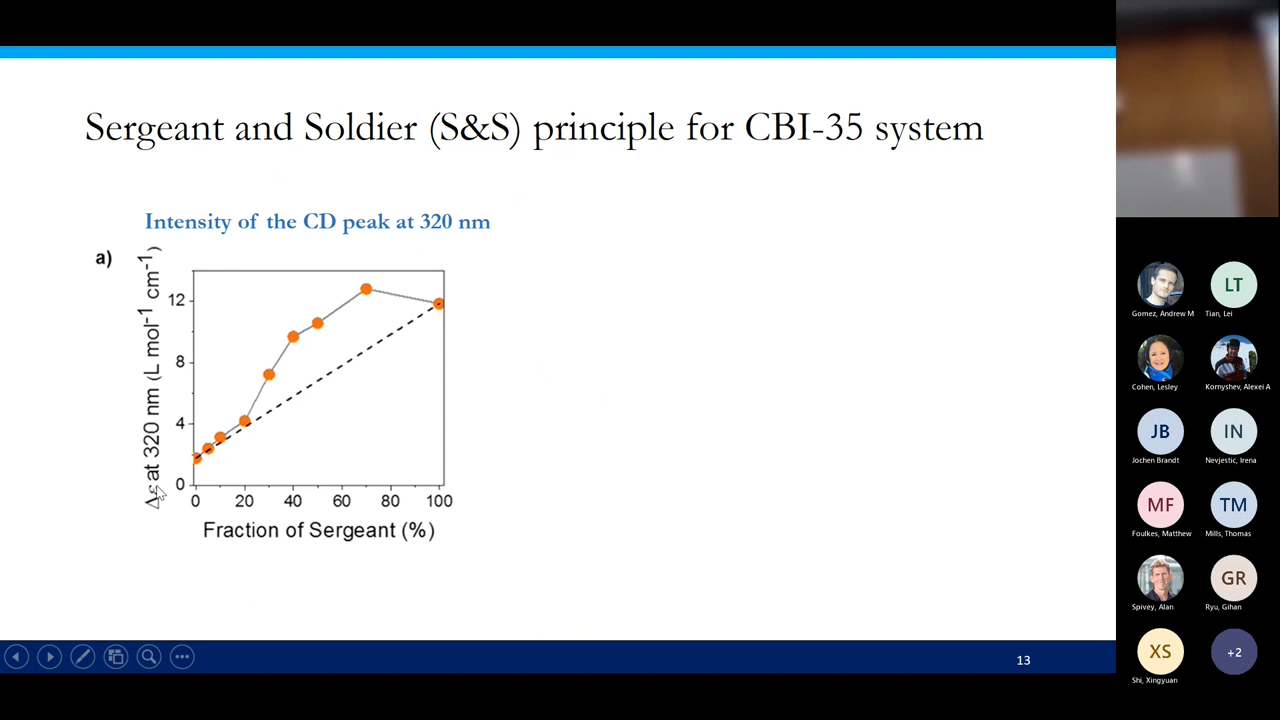 Sergeant and Soldier (S&S) principle for CBI-35 system
Intensity of the CD peak at 320 nm
a)
Δε at 320 nm (L mol⁻¹ cm⁻¹)
12
8
4
0
0 20 40 60 80 100
Fraction of Sergeant (%)
13
Gomez, Andrew M
LT
Tian, Lei
Cohen, Lesley
Kornyshev, Alexei A
JB
Jochen Brandt
IN
Nevjestic, Irena
MF
Foulkes, Matthew
TM
Mills, Thomas
Spivey, Alan
GR
Ryu, Gihan
XS
Shi, Xingyuan
+2